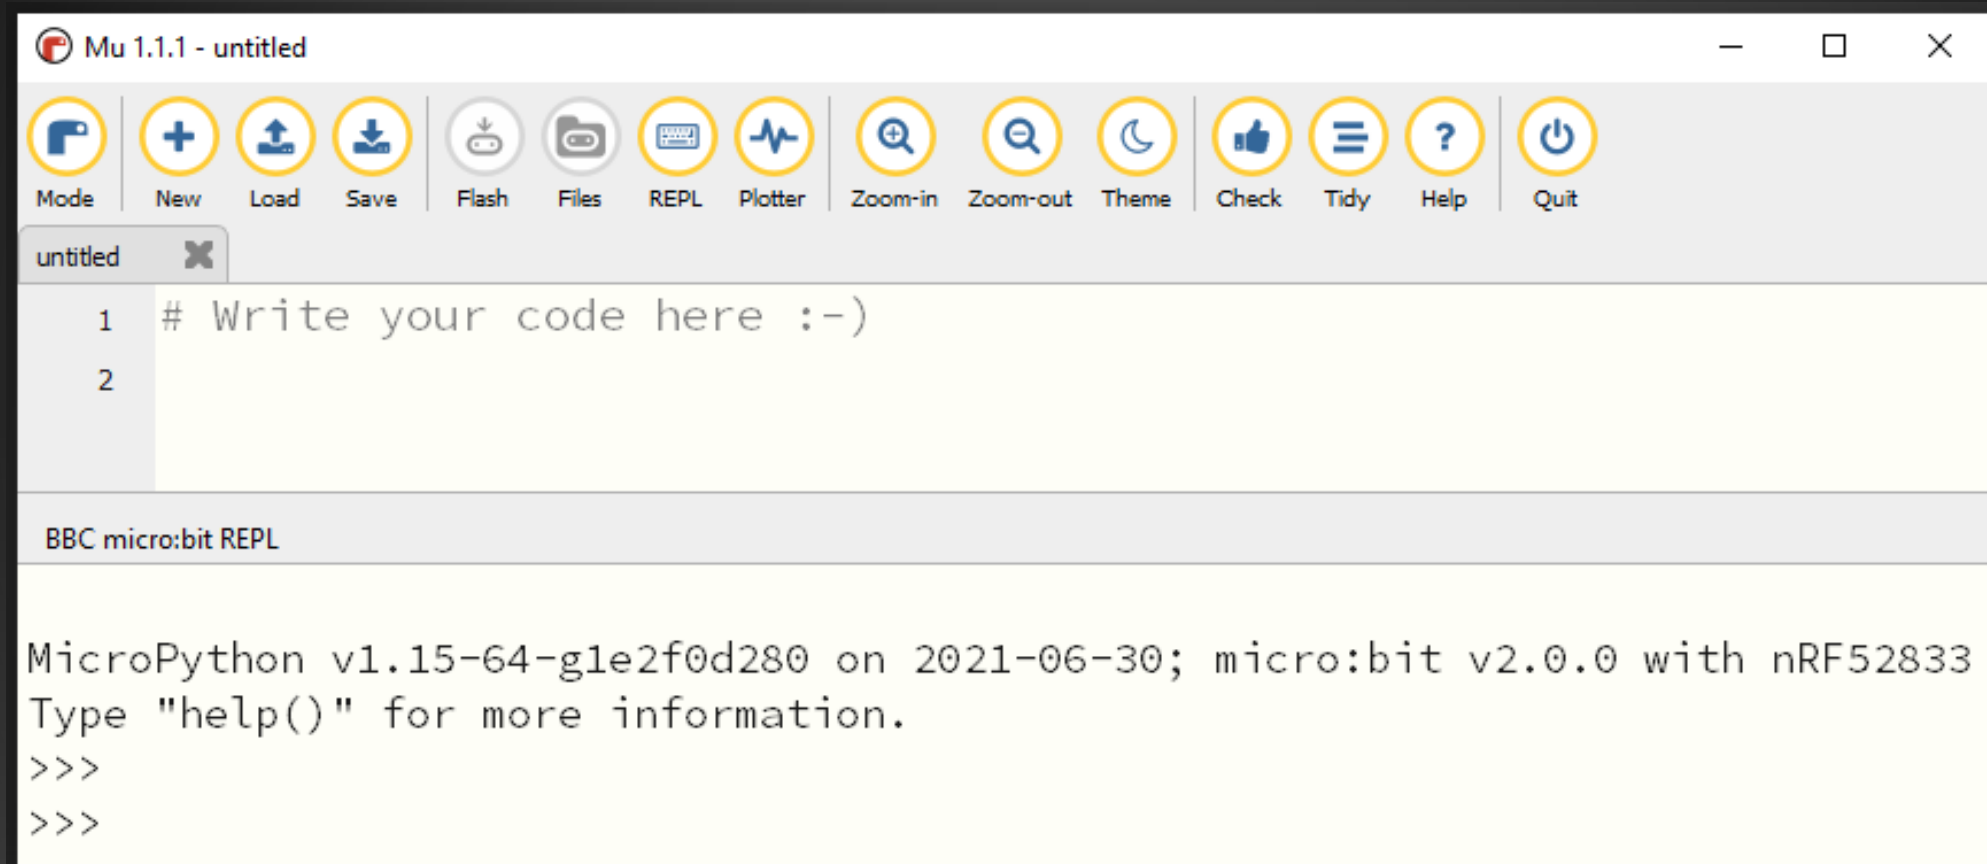 Mu 1.1.1 - untitled
Mode New Load Save Flash Files REPL Plotter Zoom-in Zoom-out Theme Check Tidy Help Quit
untitled
1 # Write your code here :-)
2
BBC micro:bit REPL
MicroPython v1.15-64-g1e2f0d280 on 2021-06-30; micro:bit v2.0.0 with nRF52833
Type "help()" for more information.
>>>
>>>